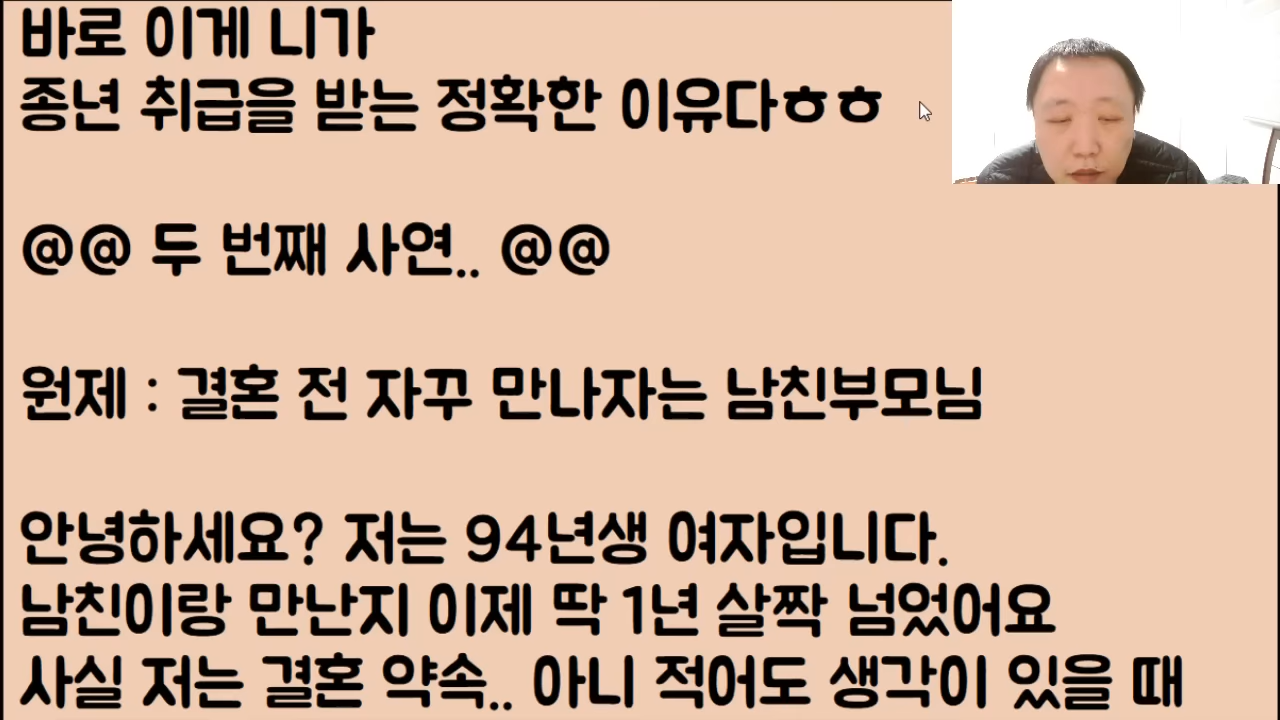 바로 이게 니가
종년 취급을 받는 정확한 이유다ㅎㅎ
@@ 두 번째 사연.. @@
원제 : 결혼 전 자꾸 만나자는 남친부모님
안녕하세요? 저는 94년생 여자입니다.
남친이랑 만난지 이제 딱 1년 살짝 넘었어요
사실 저는 결혼 약속.. 아니 적어도 생각이 있을 때